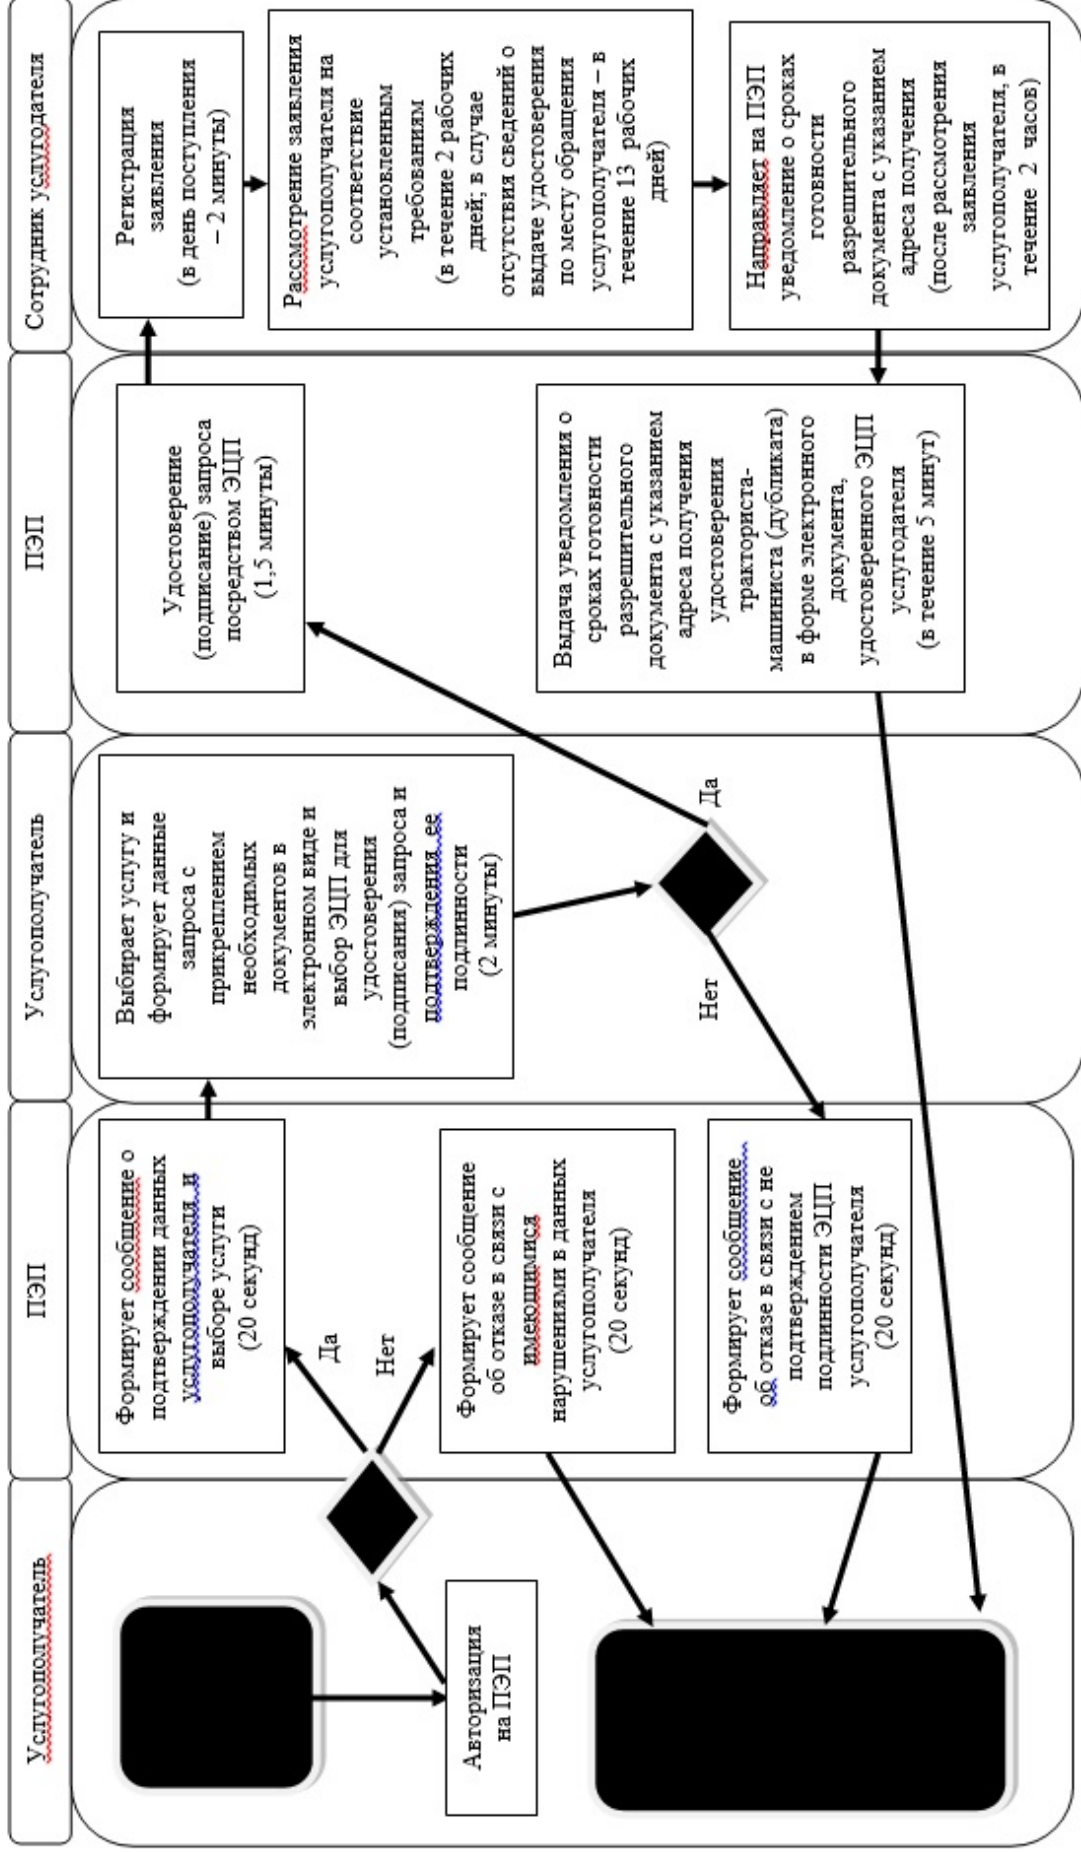 Услугополучатель
ПЭП
Услугополучатель
ПЭП
Сотрудник услугодателя
Авторизация
на ПЭП
Да
Нет
Формирует сообщение о
подтверждении данных
услугополучателя и
выборе услуги
(20 секунд)
Формирует сообщение
об отказе в связи с
имеющимися
нарушениями в данных
услугополучателя
(20 секунд)
Формирует сообщение
об отказе в связи с не
подтверждением
подлинности ЭЦП
услугополучателя
(20 секунд)
Выбирает услугу и
формирует данные
запроса с
прикреплением
необходимых
документов в
электронном виде и
выбор ЭЦП для
удостоверения
(подписания) запроса и
подтверждения ее
подлинности
(2 минуты)
Нет
Да
Удостоверение
(подписание) запроса
посредством ЭЦП
(1,5 минуты)
Выдача уведомления о
сроках готовности
разрешительного
документа с указанием
адреса получения
удостоверения
тракториста-
машиниста (дубликата)
в форме электронного
документа,
удостоверенного ЭЦП
услугодателя
(в течение 5 минут)
Регистрация
заявления
(в день поступления
– 2 минуты)
Рассмотрение заявления
услугополучателя на
соответствие
установленным
требованиям
(в течение 2 рабочих
дней; в случае
отсутствия сведений о
выдаче удостоверения
по месту обращения
услугополучателя – в
течение 13 рабочих
дней)
Направляет на ПЭП
уведомление о сроках
готовности
разрешительного
документа с указанием
адреса получения
(после рассмотрения
заявления
услугополучателя, в
течение 2 часов)